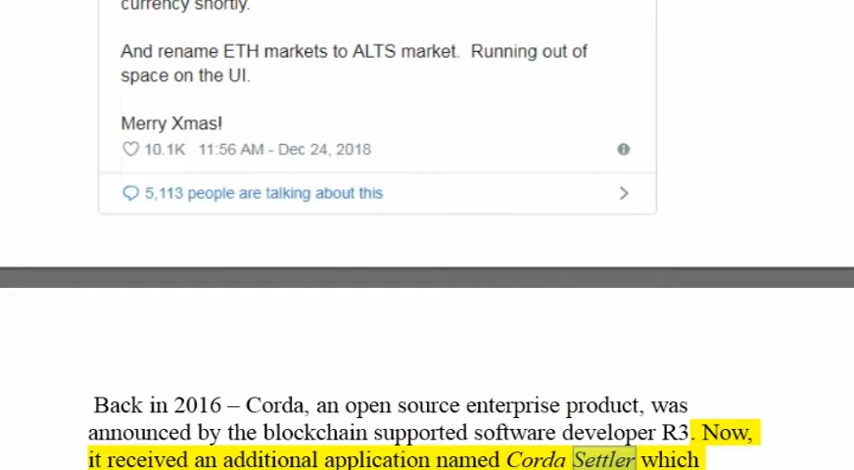 currency shortly.
And rename ETH markets to ALTS market. Running out of
space on the UI.
Merry Xmas!
10.1K 11:56 AM - Dec 24, 2018
5,113 people are talking about this
Back in 2016 – Corda, an open source enterprise product, was
announced by the blockchain supported software developer R3. Now,
it received an additional application named Corda Settler which